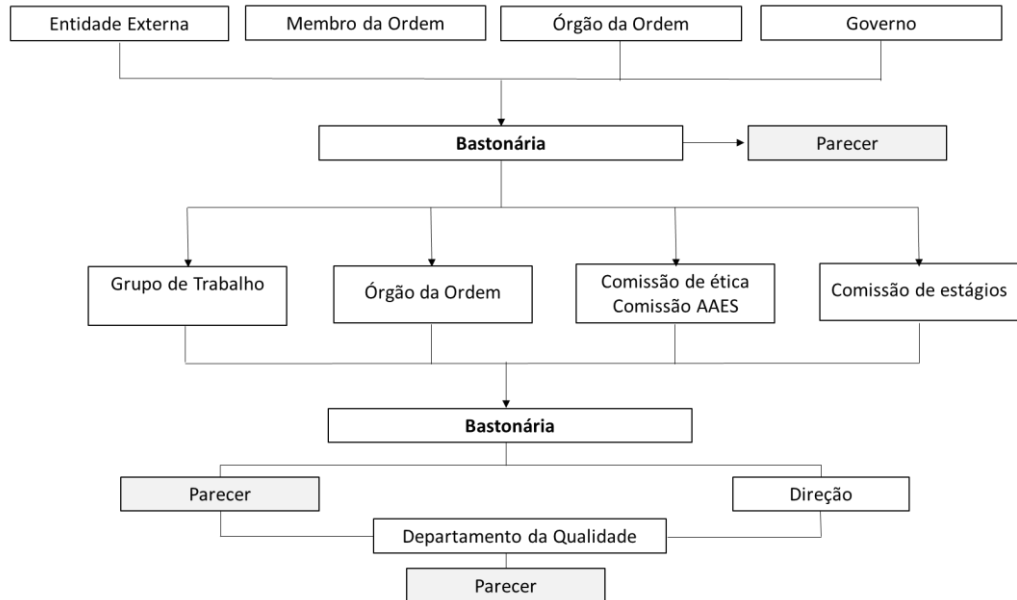 Entidade Externa
Membro da Ordem
Órgão da Ordem
Governo
Bastonária
Parecer
Grupo de Trabalho
Órgão da Ordem
Comissão de ética
Comissão AAES
Comissão de estágios
Bastonária
Parecer
Direção
Departamento da Qualidade
Parecer